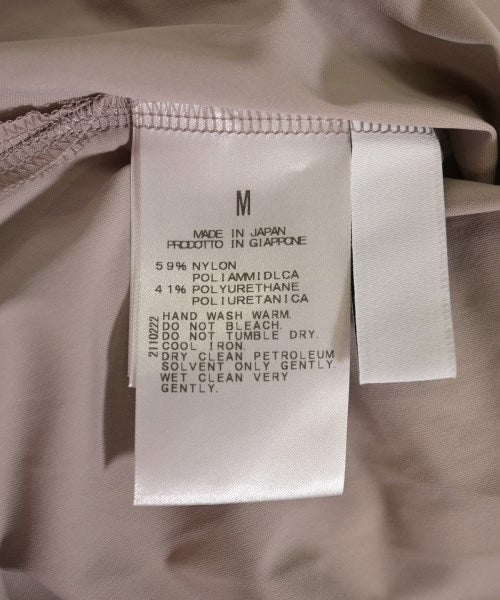 M
MADE IN JAPAN
PRODOTTO IN GIAPPONE
59% NYLON
POLIAMMIDLCA
41% POLYURETHANE
POLIURETANICA
HAND WASH WARM.
DO NOT BLEACH.
DO NOT TUMBLE DRY.
COOL IRON.
DRY CLEAN PETROLEUM
SOLVENT ONLY GENTLY.
WET CLEAN VERY
GENTLY.
2110222